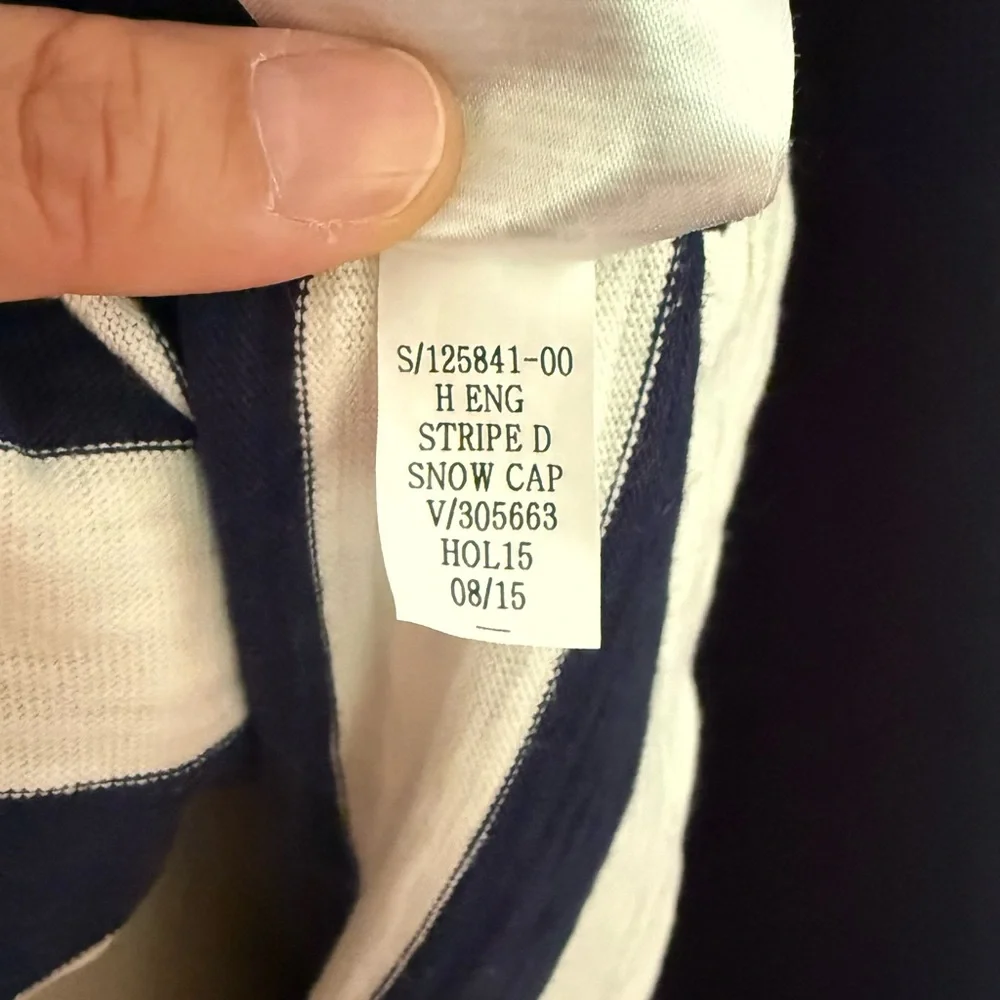 S/125841-00
H ENG
STRIPE D
SNOW CAP
V/305663
HOL15
08/15